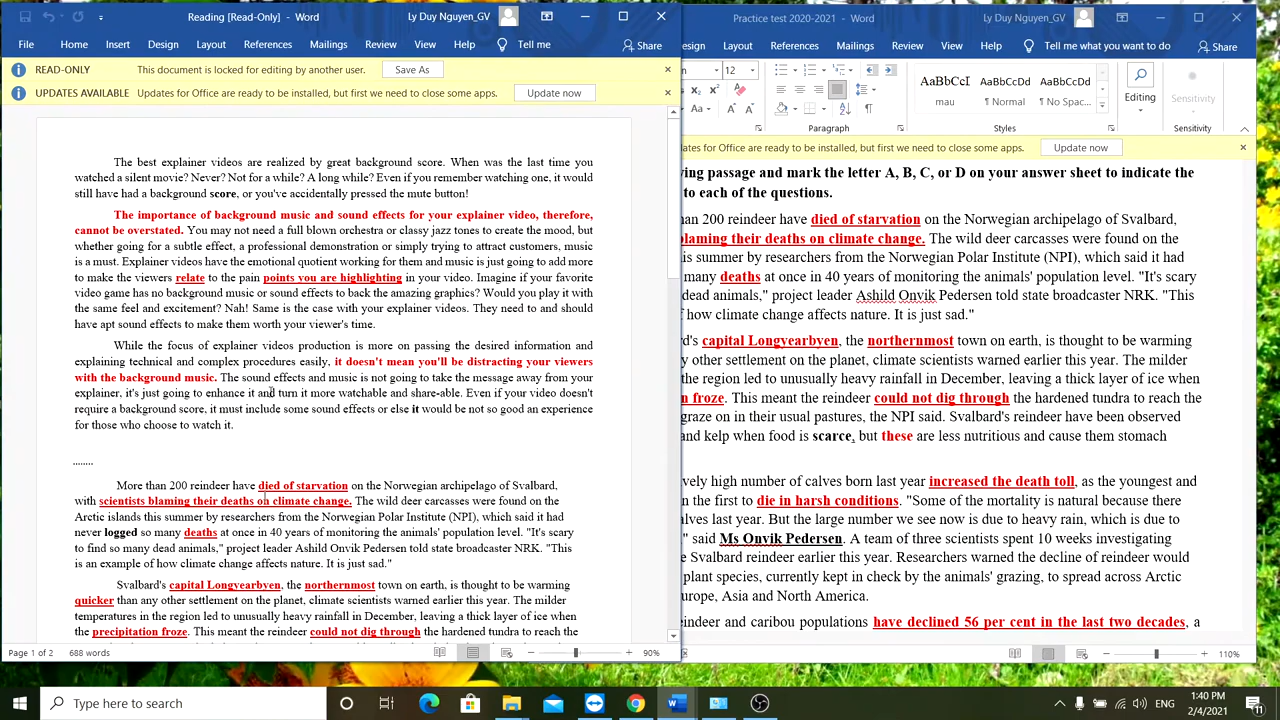 Reading [Read-Only] - Word
Ly Duy Nguyen_GV
File Home Insert Design Layout References Mailings Review View Help Tell me Share
READ-ONLY This document is locked for editing by another user. Save As
UPDATES AVAILABLE Updates for Office are ready to be installed, but first we need to close some apps. Update now
The best explainer videos are realized by great background score. When was the last time you
watched a silent movie? Never? Not for a while? A long while? Even if you remember watching one, it would
still have had a background score, or you've accidentally pressed the mute button!
The importance of background music and sound effects for your explainer video, therefore,
cannot be overstated. You may not need a full blown orchestra or classy jazz tones to create the mood, but
whether going for a subtle effect, a professional demonstration or simply trying to attract customers, music
is a must. Explainer videos have the emotional quotient working for them and music is just going to add more
to make the viewers relate to the pain points you are highlighting in your video. Imagine if your favorite
video game has no background music or sound effects to back the amazing graphics? Would you play it with
the same feel and excitement? Nah! Same is the case with your explainer videos. They need to and should
have apt sound effects to make them worth your viewer's time.
While the focus of explainer videos production is more on passing the desired information and
explaining technical and complex procedures easily, it doesn't mean you'll be distracting your viewers
with the background music. The sound effects and music is not going to take the message away from your
explainer, it's just going to enhance it and turn it more watchable and share-able. Even if your video doesn't
require a background score, it must include some sound effects or else it would be not so good an experience
for those who choose to watch it.
........
More than 200 reindeer have died of starvation on the Norwegian archipelago of Svalbard,
with scientists blaming their deaths on climate change. The wild deer carcasses were found on the
Arctic islands this summer by researchers from the Norwegian Polar Institute (NPI), which said it had
never logged so many deaths at once in 40 years of monitoring the animals' population level. "It's scary
to find so many dead animals," project leader Ashild Onvik Pedersen told state broadcaster NRK. "This
is an example of how climate change affects nature. It is just sad."
Svalbard's capital Longyearbyen, the northernmost town on earth, is thought to be warming
quicker than any other settlement on the planet, climate scientists warned earlier this year. The milder
temperatures in the region led to unusually heavy rainfall in December, leaving a thick layer of ice when
the precipitation froze. This meant the reindeer could not dig through the hardened tundra to reach the
Page 1 of 2 688 words 90%
Practice test 2020-2021 - Word
Ly Duy Nguyen_GV
esign Layout References Mailings Review View Help Tell me what you want to do Share
12
AaBbCcI AaBbCcDd AaBbCcDd
mau ¶ Normal ¶ No Spac...
Editing
Sensitivity
Paragraph Styles Sensitivity
dates for Office are ready to be installed, but first we need to close some apps. Update now
ving passage and mark the letter A, B, C, or D on your answer sheet to indicate the
to each of the questions.
han 200 reindeer have died of starvation on the Norwegian archipelago of Svalbard,
blaming their deaths on climate change. The wild deer carcasses were found on the
is summer by researchers from the Norwegian Polar Institute (NPI), which said it had
many deaths at once in 40 years of monitoring the animals' population level. "It's scary
dead animals," project leader Ashild Onvik Pedersen told state broadcaster NRK. "This
f how climate change affects nature. It is just sad."
rd's capital Longyearbyen, the northernmost town on earth, is thought to be warming
y other settlement on the planet, climate scientists warned earlier this year. The milder
the region led to unusually heavy rainfall in December, leaving a thick layer of ice when
n froze. This meant the reindeer could not dig through the hardened tundra to reach the
graze on in their usual pastures, the NPI said. Svalbard's reindeer have been observed
and kelp when food is scarce, but these are less nutritious and cause them stomach
vely high number of calves born last year increased the death toll, as the youngest and
n the first to die in harsh conditions. "Some of the mortality is natural because there
alves last year. But the large number we see now is due to heavy rain, which is due to
" said Ms Onvik Pedersen. A team of three scientists spent 10 weeks investigating
e Svalbard reindeer earlier this year. Researchers warned the decline of reindeer would
plant species, currently kept in check by the animals' grazing, to spread across Arctic
urope, Asia and North America.
eindeer and caribou populations have declined 56 per cent in the last two decades, a
110%
Type here to search
ENG
1:40 PM
2/4/2021